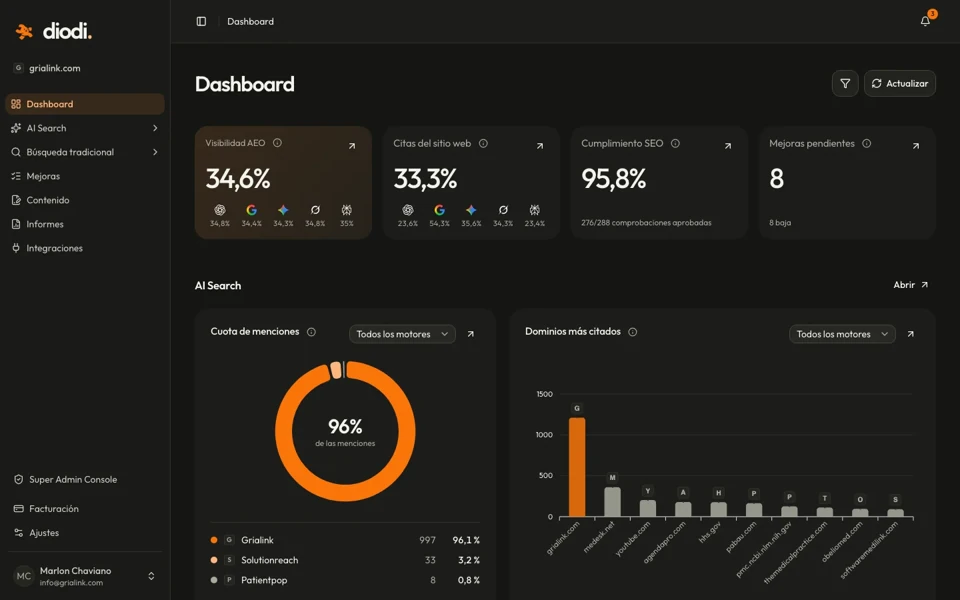 diodi.
Dashboard
3
G grialink.com
Dashboard
Actualizar
Dashboard
AI Search
Búsqueda tradicional
Mejoras
Contenido
Informes
Integraciones
Visibilidad AEO
34,6%
34,8% 34,4% 34,3% 34,8% 35%
Citas del sitio web
33,3%
23,6% 54,3% 35,6% 34,3% 23,4%
Cumplimiento SEO
95,8%
276/288 comprobaciones aprobadas
Mejoras pendientes
8
8 baja
AI Search
Abrir
Cuota de menciones
Todos los motores
96%
de las menciones
G Grialink 997 96,1 %
S Solutionreach 33 3,2 %
P Patientpop 8 0,8 %
Dominios más citados
Todos los motores
1500
1000
500
0
G M Y A H P P T O S
grialink.com
medesk.net
youtube.com
agendapro.com
hhs.gov
pabau.com
pmc.ncbi.nlm.nih.gov
themedicalpractice.com
obeliomed.com
softwaremedilink.com
Super Admin Console
Facturación
Ajustes
MC Marlon Chaviano
info@grialink.com